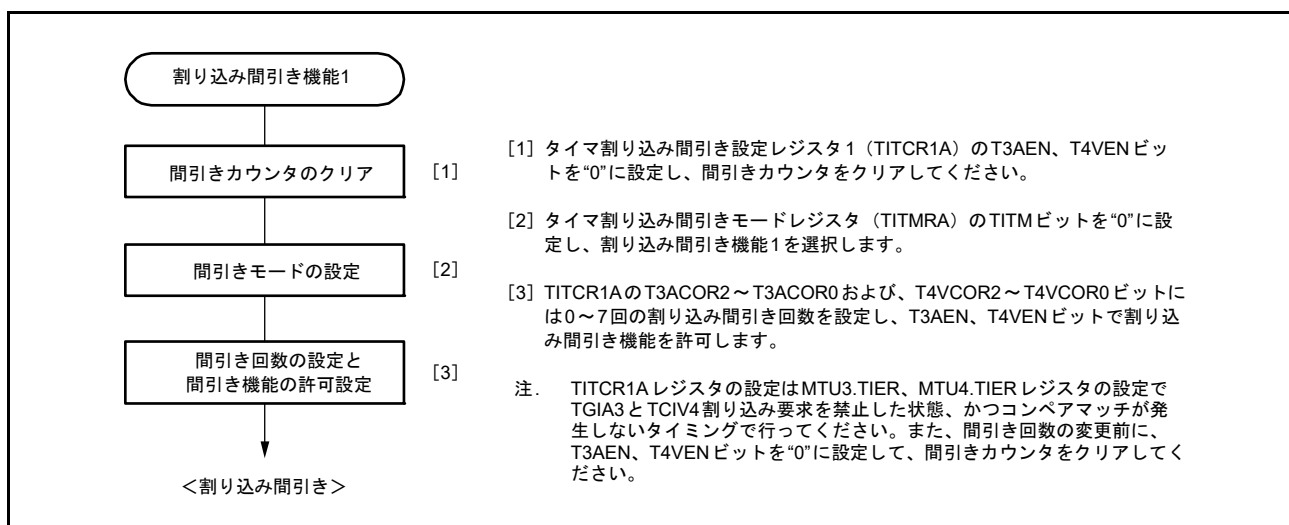 割り込み間引き機能1
間引きカウンタのクリア
[1]
間引きモードの設定
[2]
間引き回数の設定と
間引き機能の許可設定
[3]
＜割り込み間引き＞
[1] タイマ割り込み間引き設定レジスタ1（TITCR1A）のT3AEN、T4VENビッ
トを“0”に設定し、間引きカウンタをクリアしてください。
[2] タイマ割り込み間引きモードレジスタ（TITMRA）のTITMビットを“0”に設
定し、割り込み間引き機能1を選択します。
[3] TITCR1AのT3ACOR2～T3ACOR0および、T4VCOR2～T4VCOR0ビットに
は0～7回の割り込み間引き回数を設定し、T3AEN、T4VENビットで割り込
み間引き機能を許可します。
注. TITCR1Aレジスタの設定はMTU3.TIER、MTU4.TIERレジスタの設定で
TGIA3とTCIV4割り込み要求を禁止した状態、かつコンペアマッチが発
生しないタイミングで行ってください。また、間引き回数の変更前に、
T3AEN、T4VENビットを“0”に設定して、間引きカウンタをクリアしてく
ださい。